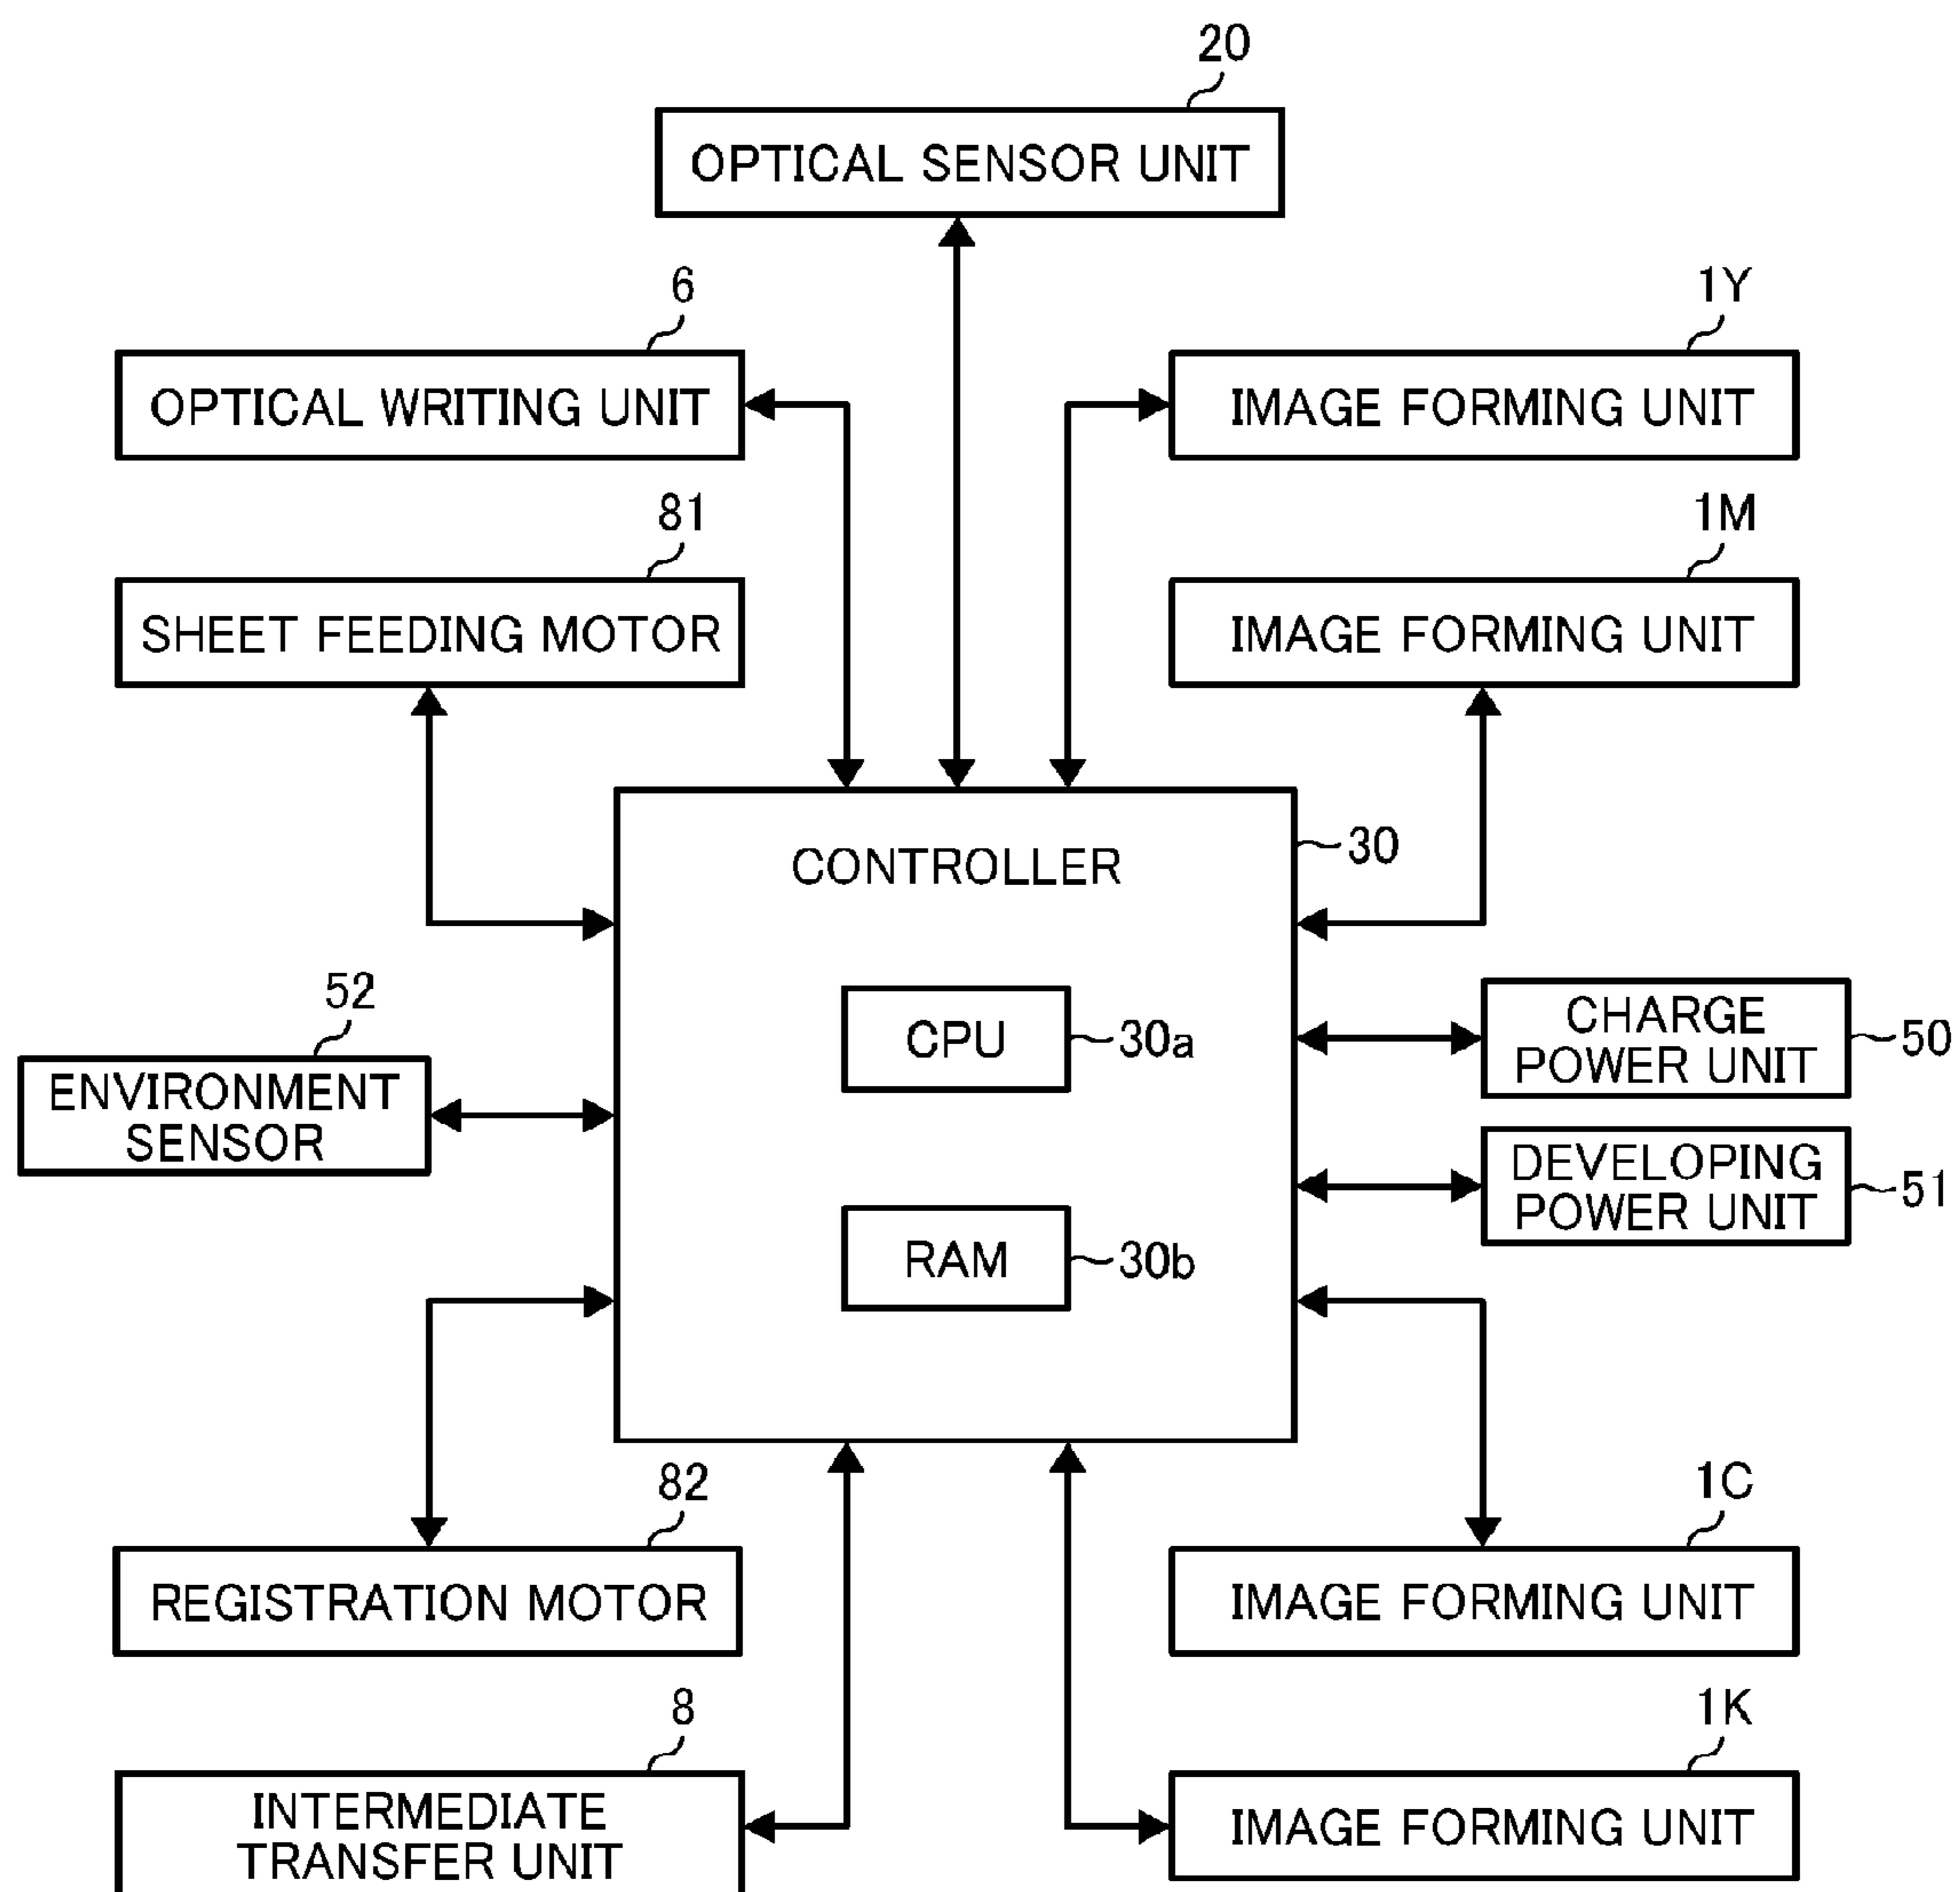 20
OPTICAL SENSOR UNIT
6
1Y
OPTICAL WRITING UNIT
IMAGE FORMING UNIT
81
1M
SHEET FEEDING MOTOR
IMAGE FORMING UNIT
CONTROLLER
30
52
ENVIRONMENT
SENSOR
CPU
30a
CHARGE
POWER UNIT
50
DEVELOPING
POWER UNIT
51
RAM
30b
82
1C
REGISTRATION MOTOR
IMAGE FORMING UNIT
8
1K
INTERMEDIATE
TRANSFER UNIT
IMAGE FORMING UNIT